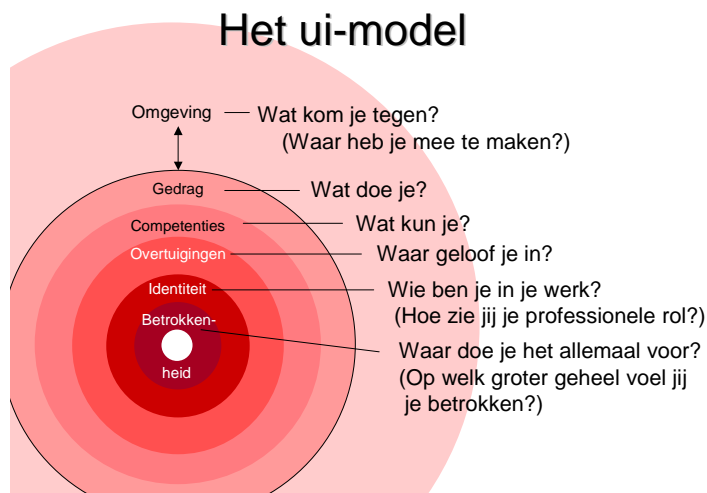 Het ui-model
Omgeving
Wat kom je tegen?
(Waar heb je mee te maken?)
Gedrag
Wat doe je?
Competenties
Wat kun je?
Overtuigingen
Waar geloof je in?
Identiteit
Wie ben je in je werk?
(Hoe zie jij je professionele rol?)
Betrokken-
heid
Waar doe je het allemaal voor?
(Op welk groter geheel voel jij
je betrokken?)